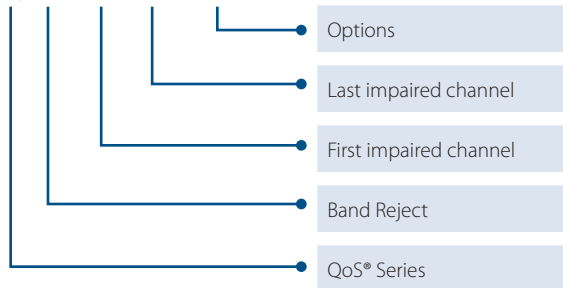 Options
Last impaired channel
First impaired channel
Band Reject
QoS® Series